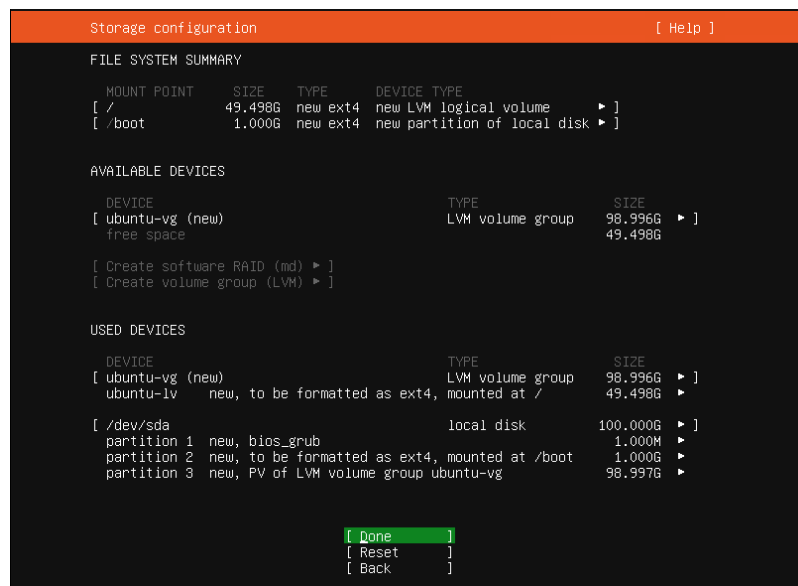 Storage configuration [ Help ]
FILE SYSTEM SUMMARY
MOUNT POINT SIZE TYPE DEVICE TYPE
[ / 49.498G new ext4 new LVM logical volume ▸ ]
[ /boot 1.000G new ext4 new partition of local disk ▸ ]
AVAILABLE DEVICES
DEVICE TYPE SIZE
[ ubuntu-vg (new) LVM volume group 98.996G ▸ ]
free space 49.498G
[ Create software RAID (md) ▸ ]
[ Create volume group (LVM) ▸ ]
USED DEVICES
DEVICE TYPE SIZE
[ ubuntu-vg (new) LVM volume group 98.996G ▸ ]
ubuntu-lv new, to be formatted as ext4, mounted at / 49.498G ▸
[ /dev/sda local disk 100.000G ▸ ]
partition 1 new, bios_grub 1.000M ▸
partition 2 new, to be formatted as ext4, mounted at /boot 1.000G ▸
partition 3 new, PV of LVM volume group ubuntu-vg 98.997G ▸
[ Done ]
[ Reset ]
[ Back ]